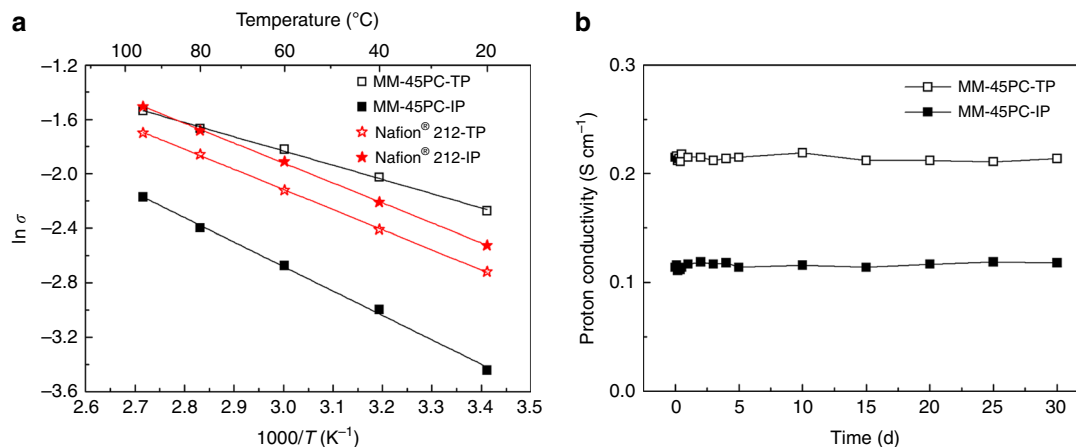 a
Temperature (°C)
100 80 60 40 20
−1.2
−1.6
−2.0
−2.4
−2.8
−3.2
−3.6
ln σ
MM-45PC-TP
MM-45PC-IP
Nafion® 212-TP
Nafion® 212-IP
2.6 2.7 2.8 2.9 3.0 3.1 3.2 3.3 3.4 3.5
1000/T (K−1)
b
0.3
0.2
0.1
0.0
Proton conductivity (S cm−1)
MM-45PC-TP
MM-45PC-IP
0 5 10 15 20 25 30
Time (d)